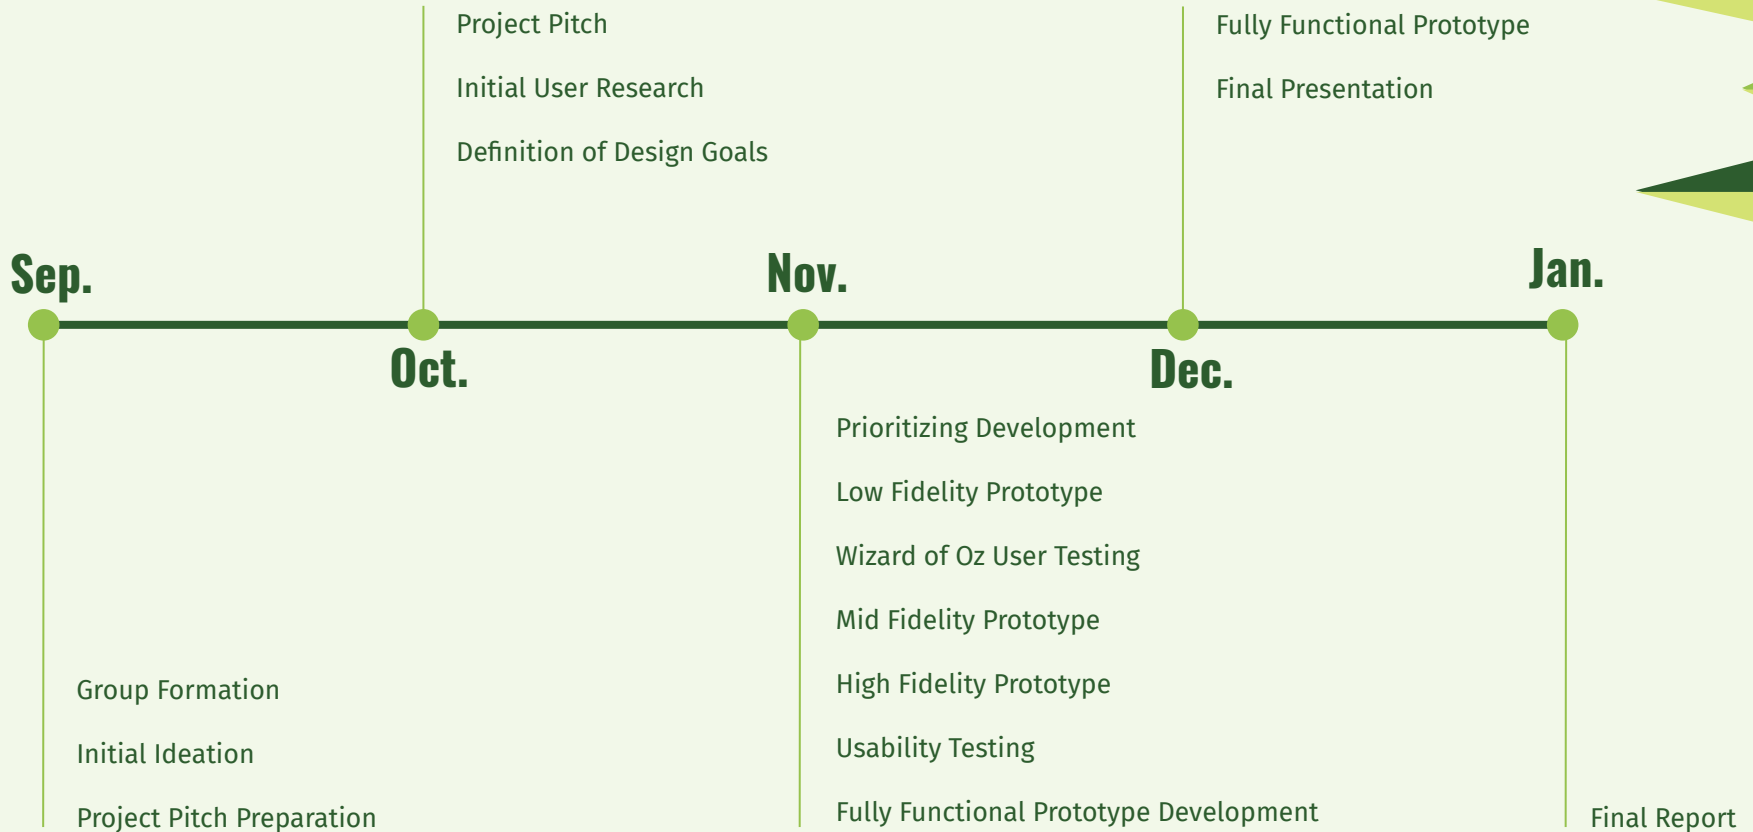 Project Pitch
Initial User Research
Definition of Design Goals
Fully Functional Prototype
Final Presentation
Sep.
Nov.
Jan.
Oct.
Dec.
Group Formation
Initial Ideation
Project Pitch Preparation
Prioritizing Development
Low Fidelity Prototype
Wizard of Oz User Testing
Mid Fidelity Prototype
High Fidelity Prototype
Usability Testing
Fully Functional Prototype Development
Final Report